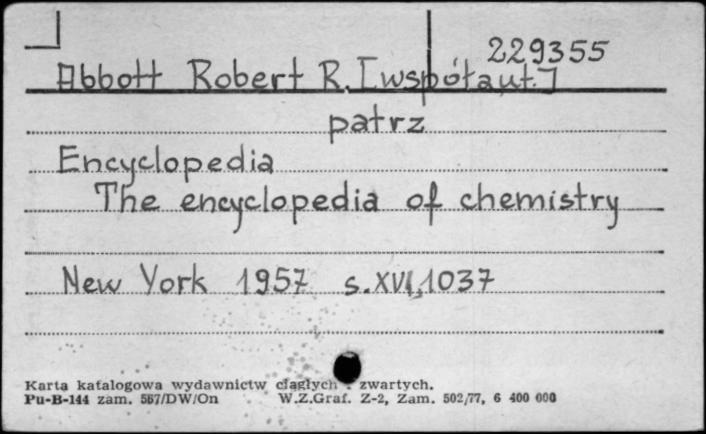 229355
Abbott Robert R. [współaut.]
patrz
Encyclopedia
The encyclopedia of chemistry
New York 1957 s.XVI,1037
Karta katalogowa wydawnictw ciągłych i zwartych.
Pu-B-144 zam. 567/DW/On W.Z.Graf. Z-2, Zam. 502/77, 6 400 000